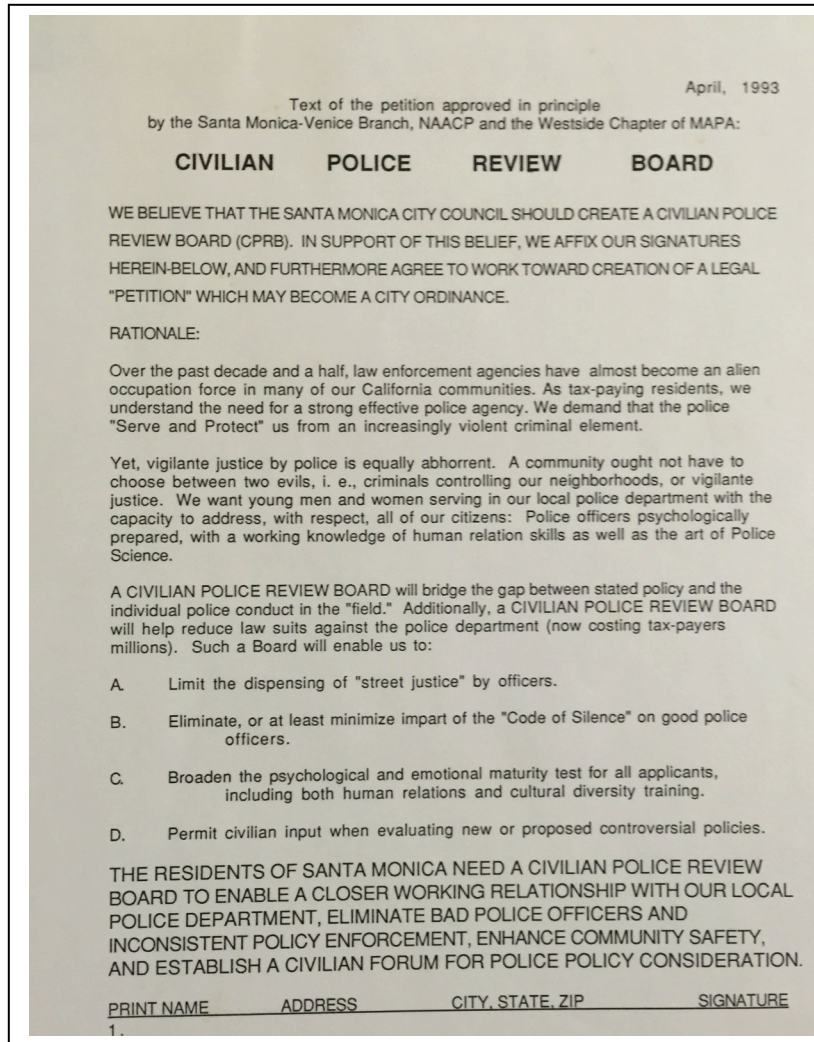 April, 1993
Text of the petition approved in principle
by the Santa Monica-Venice Branch, NAACP and the Westside Chapter of MAPA:
CIVILIAN POLICE REVIEW BOARD
WE BELIEVE THAT THE SANTA MONICA CITY COUNCIL SHOULD CREATE A CIVILIAN POLICE
REVIEW BOARD (CPRB). IN SUPPORT OF THIS BELIEF, WE AFFIX OUR SIGNATURES
HEREIN-BELOW, AND FURTHERMORE AGREE TO WORK TOWARD CREATION OF A LEGAL
"PETITION" WHICH MAY BECOME A CITY ORDINANCE.
RATIONALE:
Over the past decade and a half, law enforcement agencies have almost become an alien
occupation force in many of our California communities. As tax-paying residents, we
understand the need for a strong effective police agency. We demand that the police
"Serve and Protect" us from an increasingly violent criminal element.
Yet, vigilante justice by police is equally abhorrent. A community ought not have to
choose between two evils, i. e., criminals controlling our neighborhoods, or vigilante
justice. We want young men and women serving in our local police department with the
capacity to address, with respect, all of our citizens: Police officers psychologically
prepared, with a working knowledge of human relation skills as well as the art of Police
Science.
A CIVILIAN POLICE REVIEW BOARD will bridge the gap between stated policy and the
individual police conduct in the "field." Additionally, a CIVILIAN POLICE REVIEW BOARD
will help reduce law suits against the police department (now costing tax-payers
millions). Such a Board will enable us to:
A. Limit the dispensing of "street justice" by officers.
B. Eliminate, or at least minimize impart of the "Code of Silence" on good police
officers.
C. Broaden the psychological and emotional maturity test for all applicants,
including both human relations and cultural diversity training.
D. Permit civilian input when evaluating new or proposed controversial policies.
THE RESIDENTS OF SANTA MONICA NEED A CIVILIAN POLICE REVIEW
BOARD TO ENABLE A CLOSER WORKING RELATIONSHIP WITH OUR LOCAL
POLICE DEPARTMENT, ELIMINATE BAD POLICE OFFICERS AND
INCONSISTENT POLICY ENFORCEMENT, ENHANCE COMMUNITY SAFETY,
AND ESTABLISH A CIVILIAN FORUM FOR POLICE POLICY CONSIDERATION.
PRINT NAME ADDRESS CITY, STATE, ZIP SIGNATURE
1.